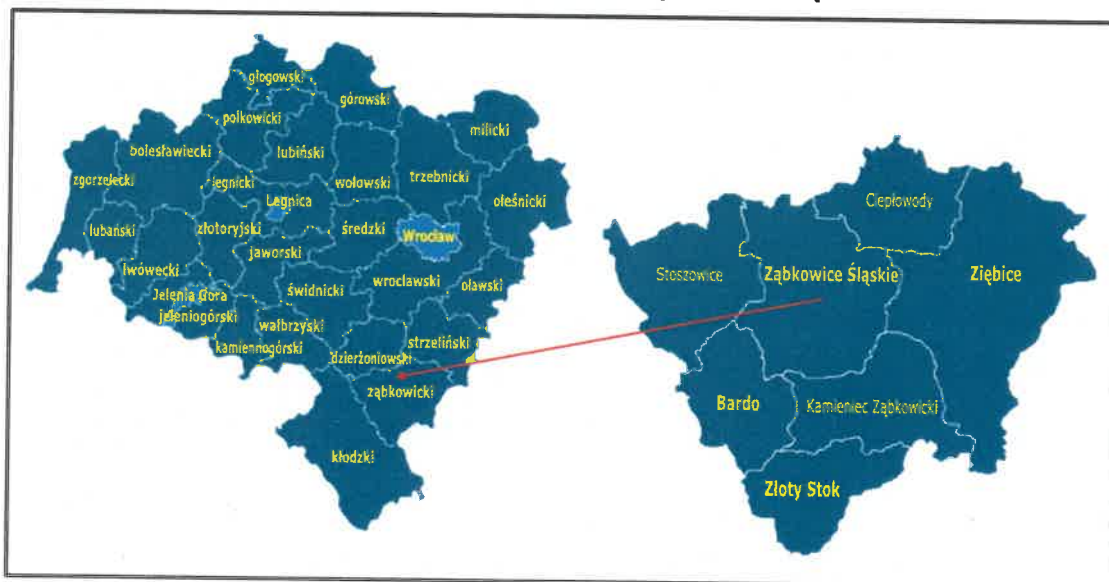 głogowski
górowski
polkowicki
milicki
bolesławiecki
lubiński
trzebnicki
zgorzelecki
legnicki
wołowski
Legnica
oleśnicki
lubański
złotoryjski
średzki
Wrocław
jaworski
lwówecki
wrocławski
oławski
Jelenia Gora
świdnicki
jeleniogórski
wałbrzyski
kamiennogórski
strzeliński
dzierżoniowski
ząbkowicki
kłodzki
Ciepłowody
Stoszowice
Ząbkowice Śląskie
Ziębice
Bardo
Kamieniec Ząbkowicki
Złoty Stok